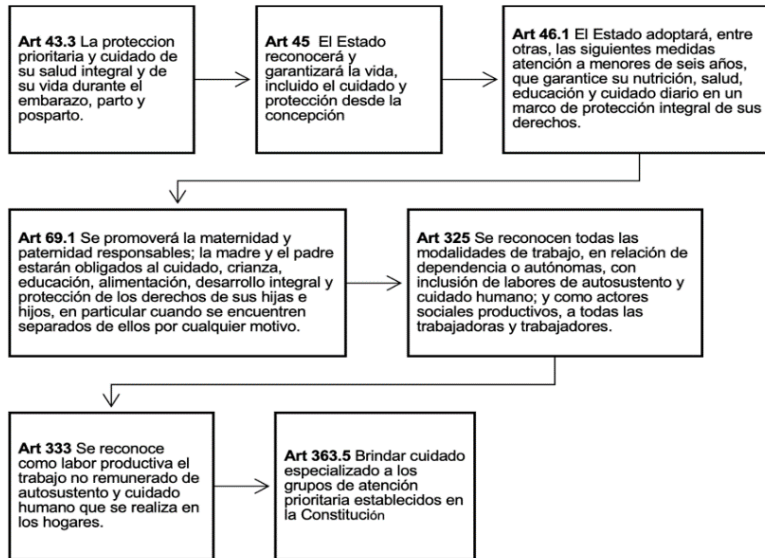 Art 43.3 La proteccion
prioritaria y cuidado de
su salud integral y de
su vida durante el
embarazo, parto y
posparto.
Art 45 El Estado
reconocerá y
garantizará la vida,
incluido el cuidado y
protección desde la
concepción
Art 46.1 El Estado adoptará, entre
otras, las siguientes medidas
atención a menores de seis años,
que garantice su nutrición, salud,
educación y cuidado diario en un
marco de protección integral de sus
derechos.
Art 69.1 Se promoverá la maternidad y
paternidad responsables; la madre y el padre
estarán obligados al cuidado, crianza,
educación, alimentación, desarrollo integral y
protección de los derechos de sus hijas e
hijos, en particular cuando se encuentren
separados de ellos por cualquier motivo.
Art 325 Se reconocen todas las
modalidades de trabajo, en relación de
dependencia o autónomas, con
inclusión de labores de autosustento y
cuidado humano; y como actores
sociales productivos, a todas las
trabajadoras y trabajadores.
Art 333 Se reconoce
como labor productiva el
trabajo no remunerado de
autosustento y cuidado
humano que se realiza en
los hogares.
Art 363.5 Brindar cuidado
especializado a los
grupos de atención
prioritaria establecidos en
la Constitución